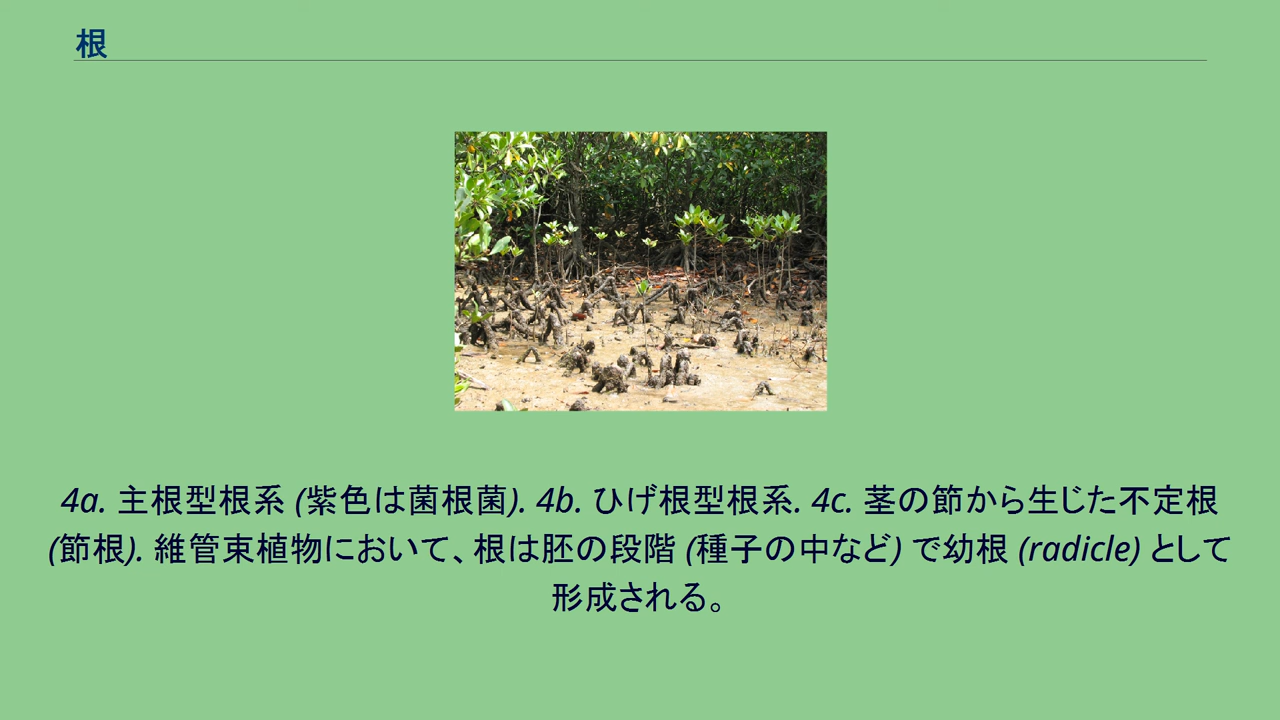 根
4a. 主根型根系 (紫色は菌根菌). 4b. ひげ根型根系. 4c. 茎の節から生じた不定根
(節根). 維管束植物において、根は胚の段階 (種子の中など) で幼根 (radicle) として
形成される。